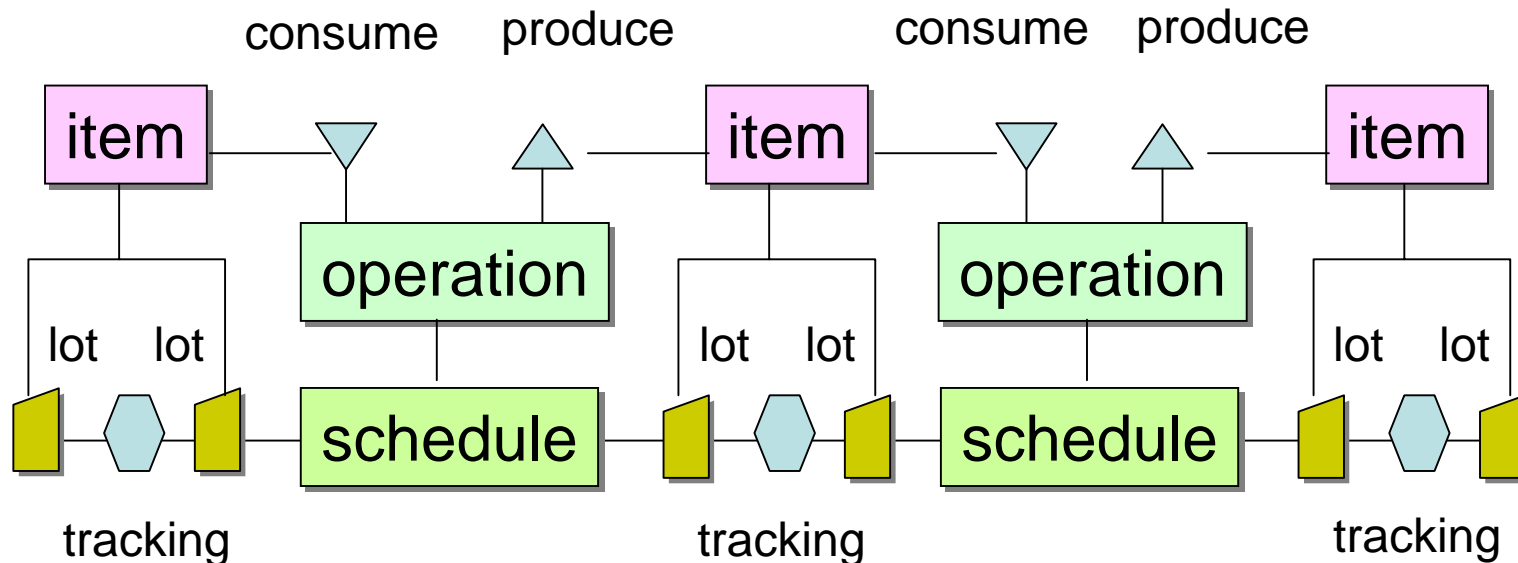 consume produce consume produce
item item item
operation operation
lot lot lot lot lot lot
schedule schedule
tracking tracking tracking